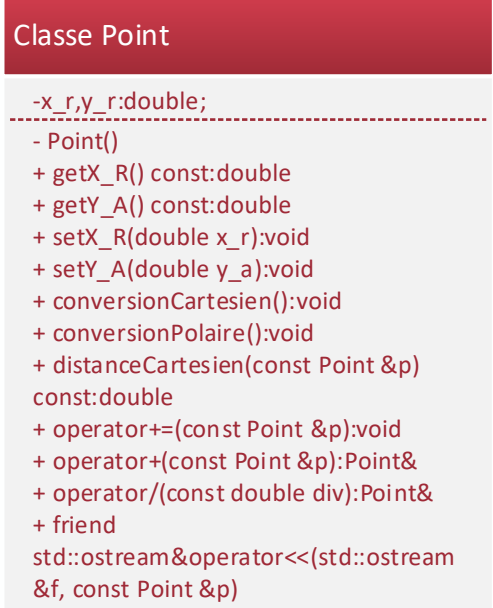 Classe Point
-x_r,y_r:double;
- Point()
+ getX_R() const:double
+ getY_A() const:double
+ setX_R(double x_r):void
+ setY_A(double y_a):void
+ conversionCartesien():void
+ conversionPolaire():void
+ distanceCartesien(const Point &p)
const:double
+ operator+=(const Point &p):void
+ operator+(const Point &p):Point&
+ operator/(const double div):Point&
+ friend
std::ostream&operator<<(std::ostream
&f, const Point &p)